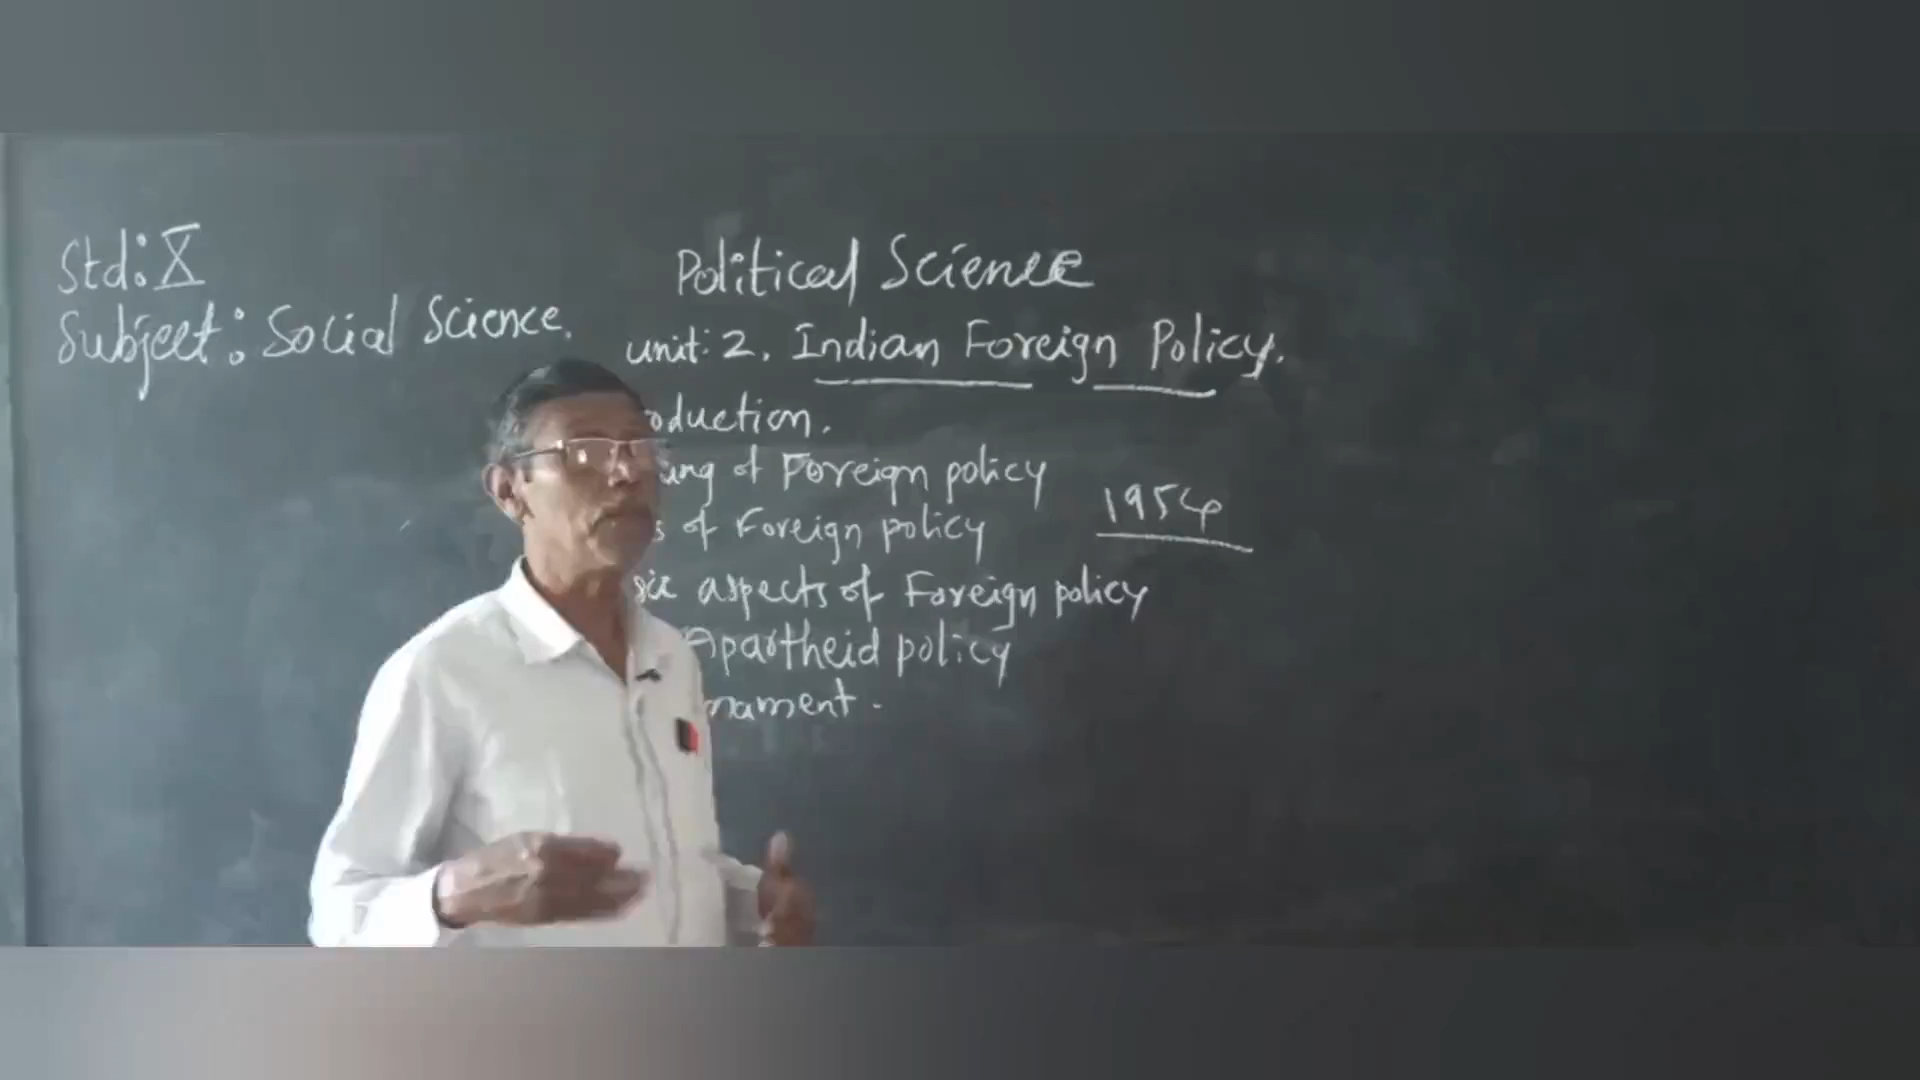 Std: X
Subject: Social Science.
Political Science
unit: 2. Indian Foreign Policy.
oduction.
of Foreign policy
s of Foreign policy
1954
aspects of Foreign policy
Apartheid policy
mament.